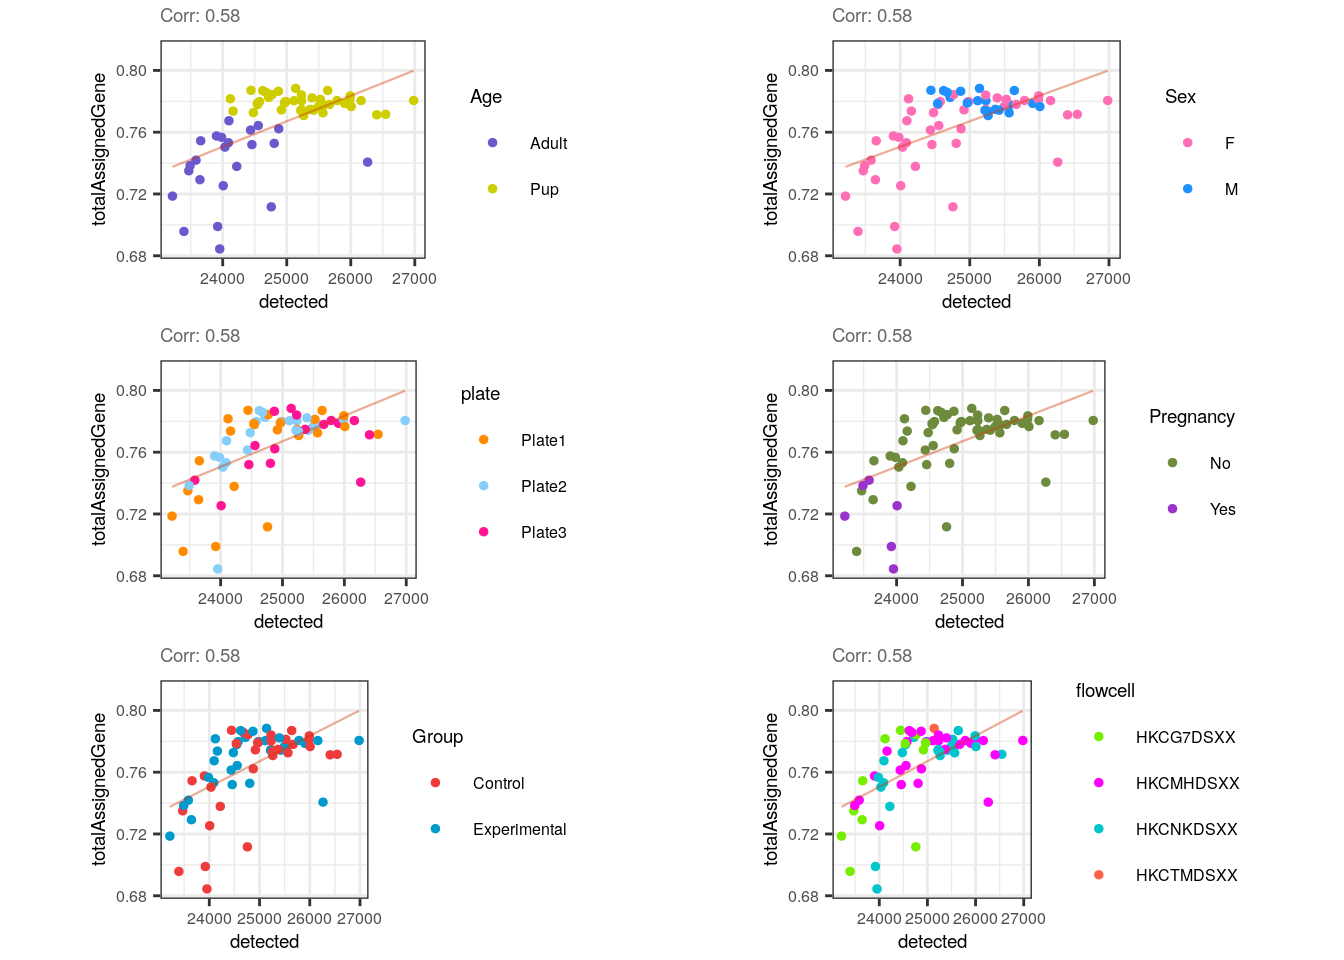 Corr: 0.58
totalAssignedGene
0.80
0.76
0.72
0.68
24000 25000 26000 27000
detected
Age
Adult
Pup
Corr: 0.58
totalAssignedGene
0.80
0.76
0.72
0.68
24000 25000 26000 27000
detected
Sex
F
M
Corr: 0.58
totalAssignedGene
0.80
0.76
0.72
0.68
24000 25000 26000 27000
detected
plate
Plate1
Plate2
Plate3
Corr: 0.58
totalAssignedGene
0.80
0.76
0.72
0.68
24000 25000 26000 27000
detected
Pregnancy
No
Yes
Corr: 0.58
totalAssignedGene
0.80
0.76
0.72
0.68
24000 25000 26000 27000
detected
Group
Control
Experimental
Corr: 0.58
totalAssignedGene
0.80
0.76
0.72
0.68
24000 25000 26000 27000
detected
flowcell
HKCG7DSXX
HKCMHDSXX
HKCNKDSXX
HKCTMDSXX